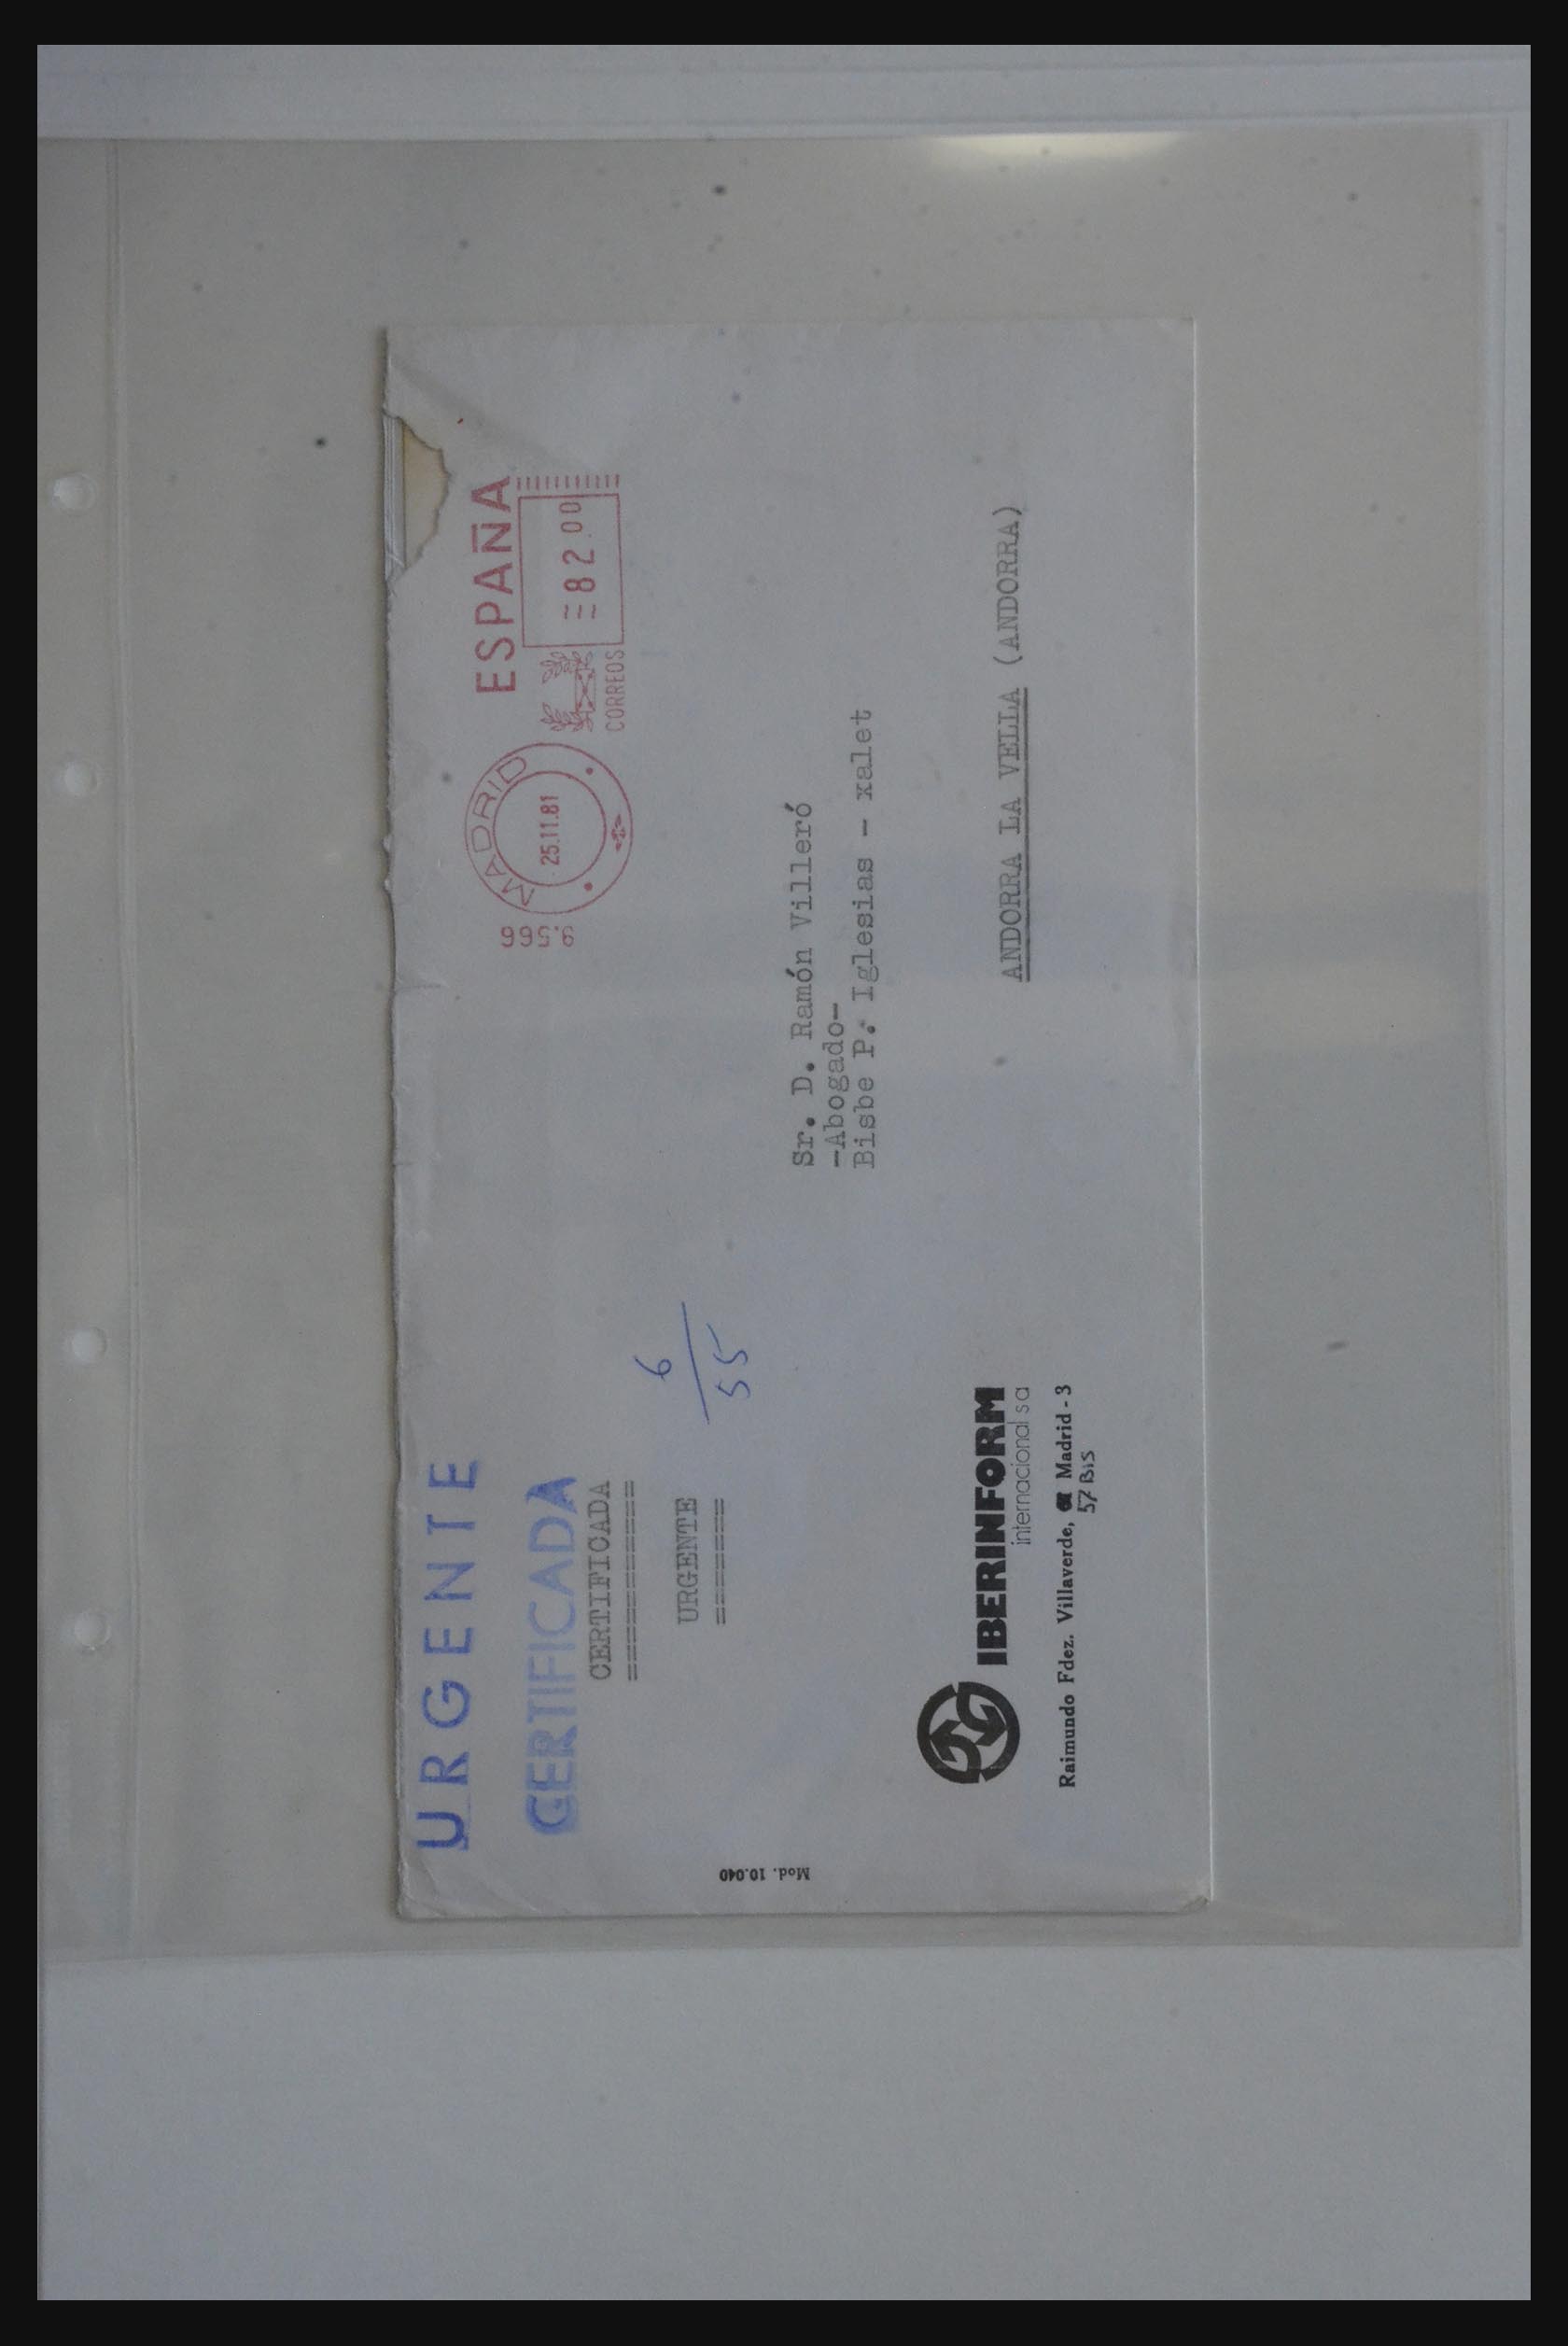 URGENTE
CERTIFICADA
CERTIFICADA
==============
URGENTE
=======
6
55
9.566
MADRID
25.11.81
ESPAÑA
=82.00
CORREOS
Sr. D. Ramón Villeró
-Abogado-
Bisbe P. Iglesias - xalet
ANDORRA LA VELLA (ANDORRA)
IBERINFORM
internacional s a
Raimundo Fdez. Villaverde, Madrid - 3
57 BIS
Mod. 10.040